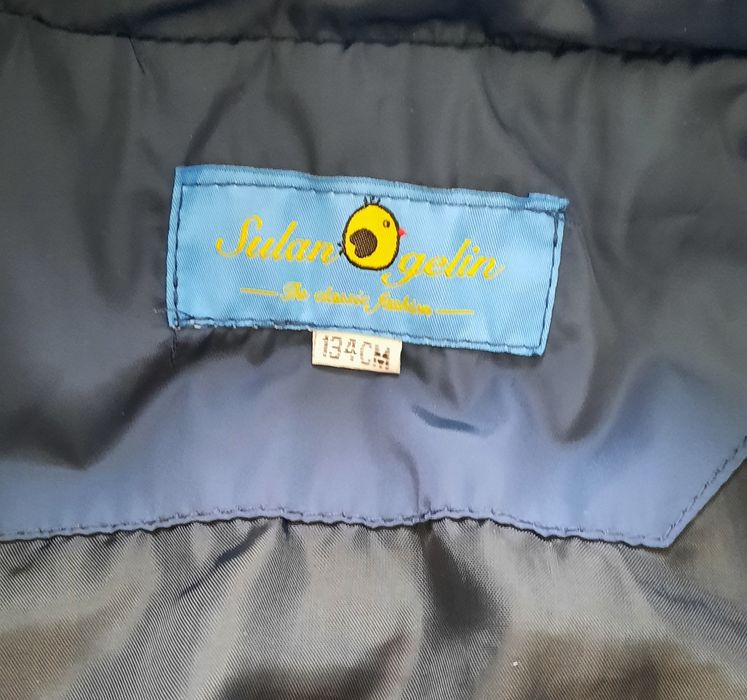 Sulan gelin
The classic fashion
134CM